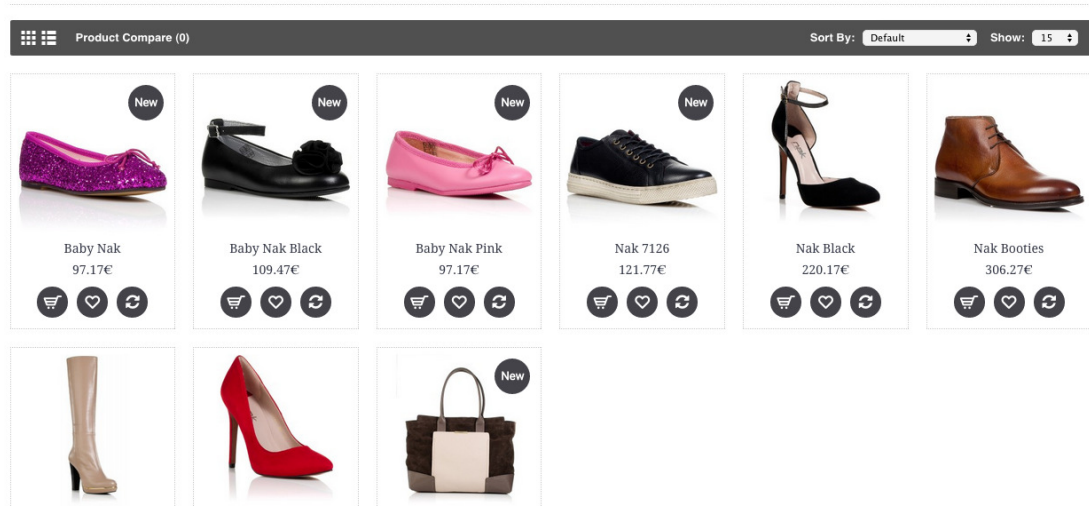 Product Compare (0)
Sort By: Default Show: 15
New
New
New
New
Baby Nak
97.17€
Baby Nak Black
109.47€
Baby Nak Pink
97.17€
Nak 7126
121.77€
Nak Black
220.17€
Nak Booties
306.27€
New